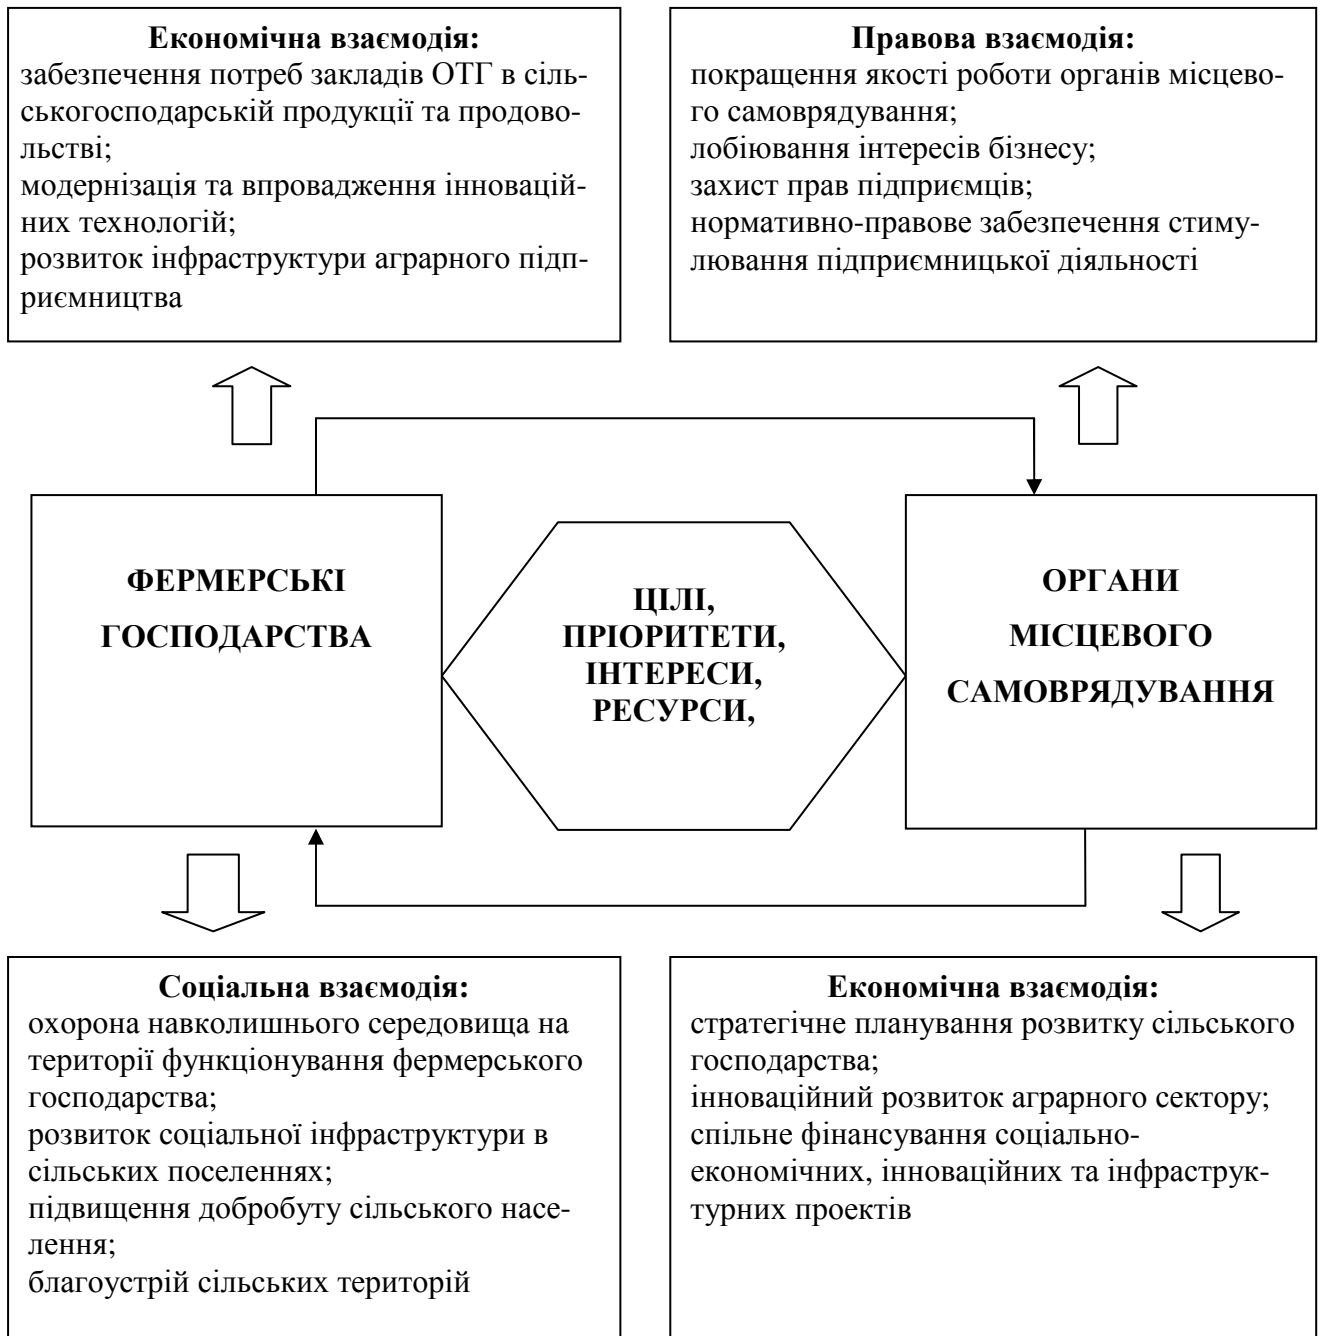 Економічна взаємодія:
забезпечення потреб закладів ОТГ в сіль-
ськогосподарській продукції та продово-
льстві;
модернізація та впровадження інновацій-
них технологій;
розвиток інфраструктури аграрного підп-
риємництва
Правова взаємодія:
покращення якості роботи органів місцево-
го самоврядування;
лобіювання інтересів бізнесу;
захист прав підприємців;
нормативно-правове забезпечення стиму-
лювання підприємницької діяльності
ФЕРМЕРСЬКІ
ГОСПОДАРСТВА
ЦІЛІ,
ПРІОРИТЕТИ,
ІНТЕРЕСИ,
РЕСУРСИ,
ОРГАНИ
МІСЦЕВОГО
САМОВРЯДУВАННЯ
Соціальна взаємодія:
охорона навколишнього середовища на
території функціонування фермерського
господарства;
розвиток соціальної інфраструктури в
сільських поселеннях;
підвищення добробуту сільського насе-
лення;
благоустрій сільських територій
Економічна взаємодія:
стратегічне планування розвитку сільського
господарства;
інноваційний розвиток аграрного сектору;
спільне фінансування соціально-
економічних, інноваційних та інфраструк-
турних проектів